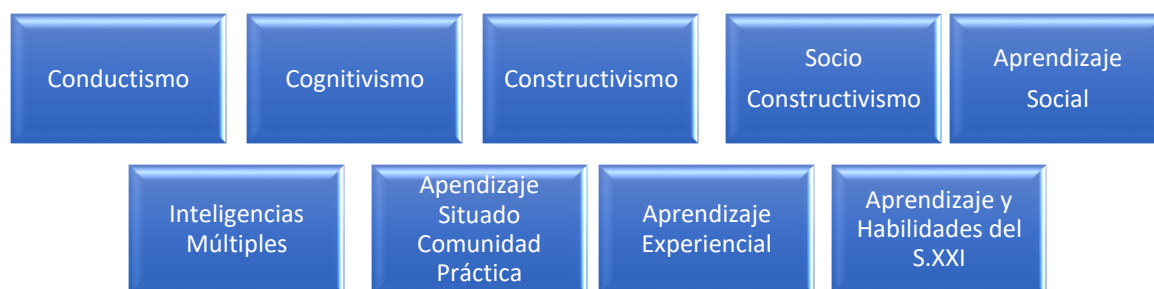 Conductismo
Cognitivismo
Constructivismo
Socio
Constructivismo
Aprendizaje
Social
Inteligencias
Múltiples
Apendizaje
Situado
Comunidad
Práctica
Aprendizaje
Experiencial
Aprendizaje y
Habilidades del
S.XXI